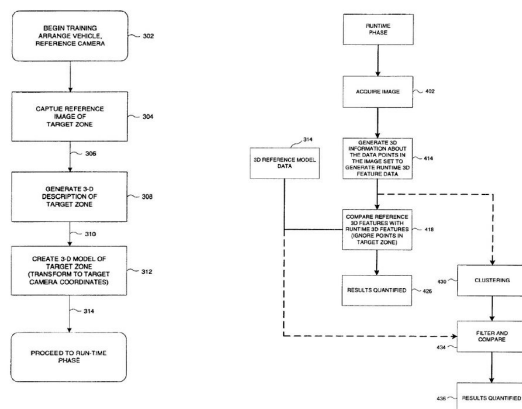 BEGIN TRAINING
ARRANGE VEHICLE,
REFERENCE CAMERA
302
CAPTUE REFERENCE
IMAGE OF
TARGET ZONE
304
306
GENERATE 3-D
DESCRIPTION OF
TARGET ZONE
308
310
CREATE 3-D MODEL OF
TARGET ZONE
(TRANSFORM TO TARGET
CAMERA COORDINATES)
312
314
PROCEED TO RUN-TIME
PHASE
RUNTIME
PHASE
ACQUIRE IMAGE
402
314
3D REFERENCE MODEL
DATA
GENERATE 3D
INFORMATION ABOUT
THE DATA POINTS IN
THE IMAGE SET TO
GENERATE RUNTIME 3D
FEATURE DATA
414
COMPARE REFERENCE
3D FEATURES WITH
RUNTIME 3D FEATURES
(IGNORE POINTS IN
TARGET ZONE)
418
RESULTS QUANTIFIED
426
CLUSTERING
430
FILTER AND
COMPARE
434
RESULTS QUANTIFIED
436